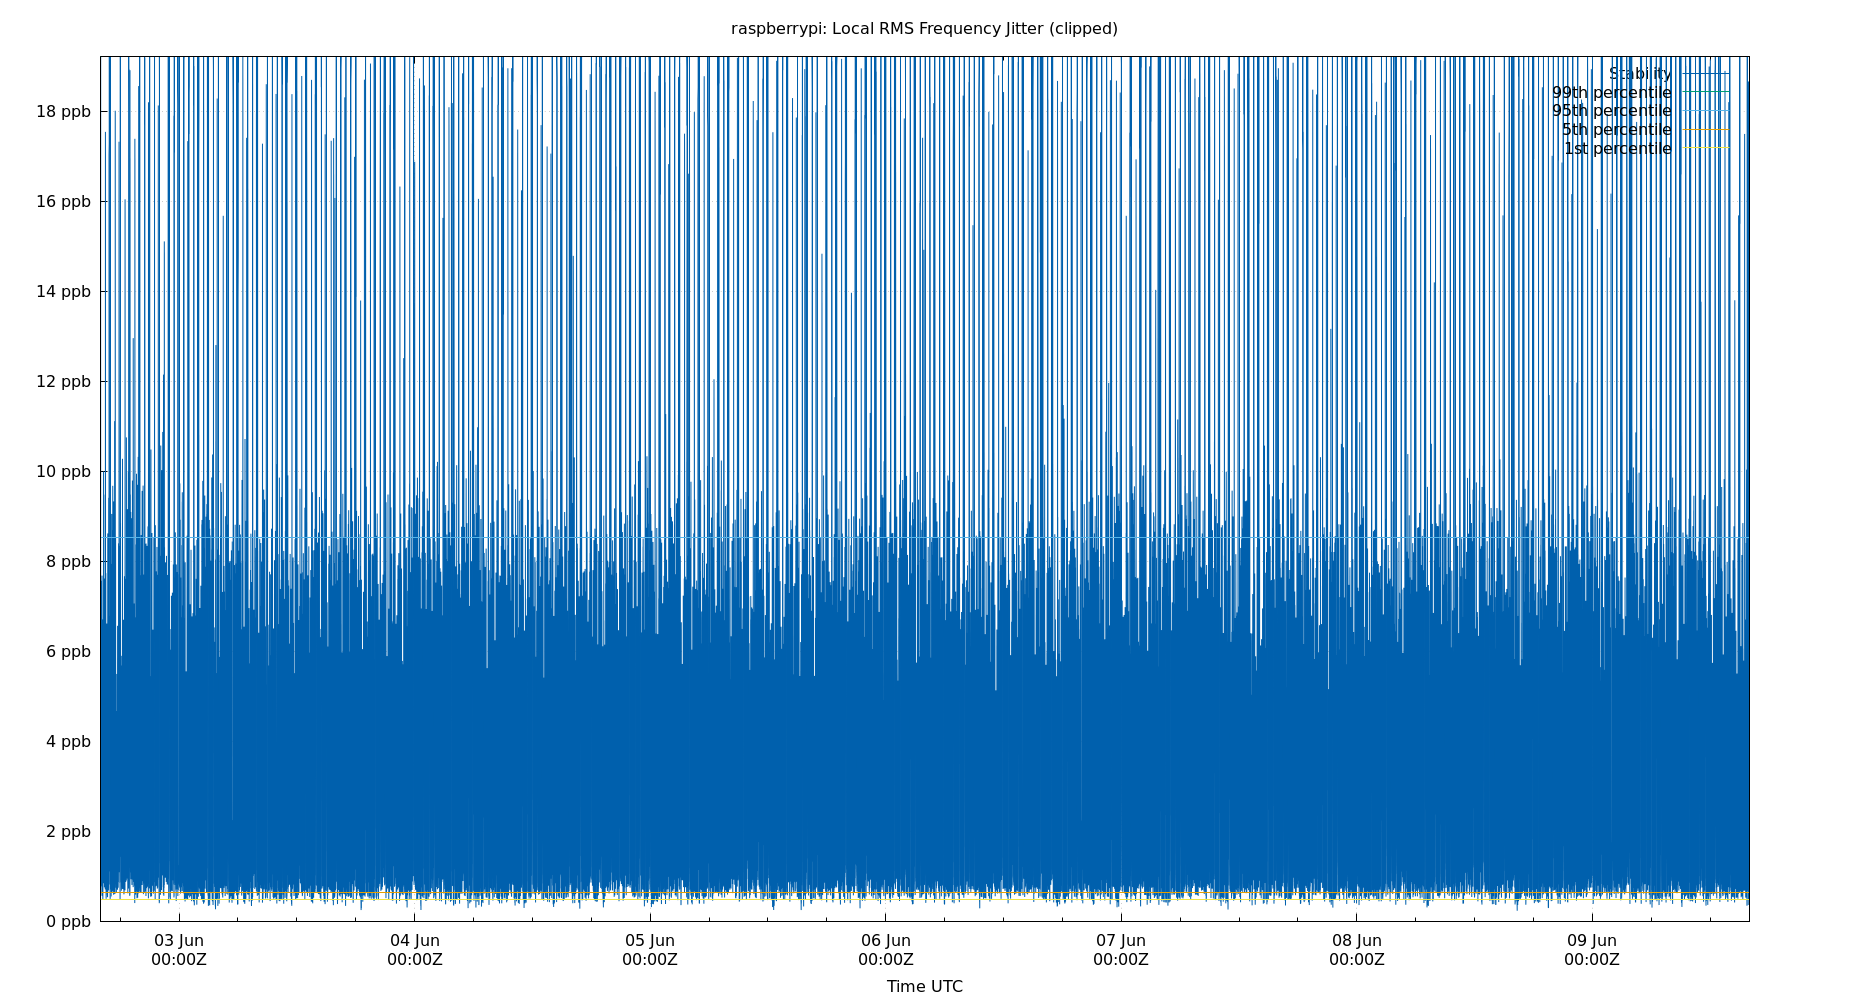 raspberrypi: Local RMS Frequency Jitter (clipped)
Stability
99th percentile
95th percentile
5th percentile
1st percentile
18 ppb
16 ppb
14 ppb
12 ppb
10 ppb
8 ppb
6 ppb
4 ppb
2 ppb
0 ppb
03 Jun 04 Jun 05 Jun 06 Jun 07 Jun 08 Jun 09 Jun
00:00Z 00:00Z 00:00Z 00:00Z 00:00Z 00:00Z 00:00Z
Time UTC